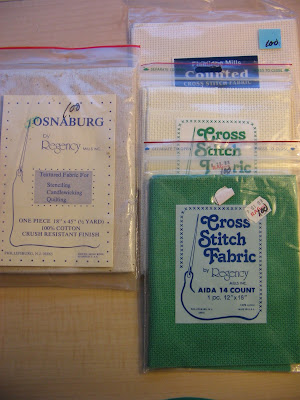 100
OSNABURG
by
Regency
MILLS INC.
Textured Fabric For
Stenciling
Candlewicking
Quilting
ONE PIECE 18" x 45" (½ YARD)
100% COTTON
CRUSH RESISTANT FINISH
Mills
Counted
CROSS STITCH FABRIC
100
Cross
Stitch
Fabric
100
Cross
Stitch
Fabric
by Regency
MILLS INC.
AIDA 14 COUNT
1 pc. 12" x 18"